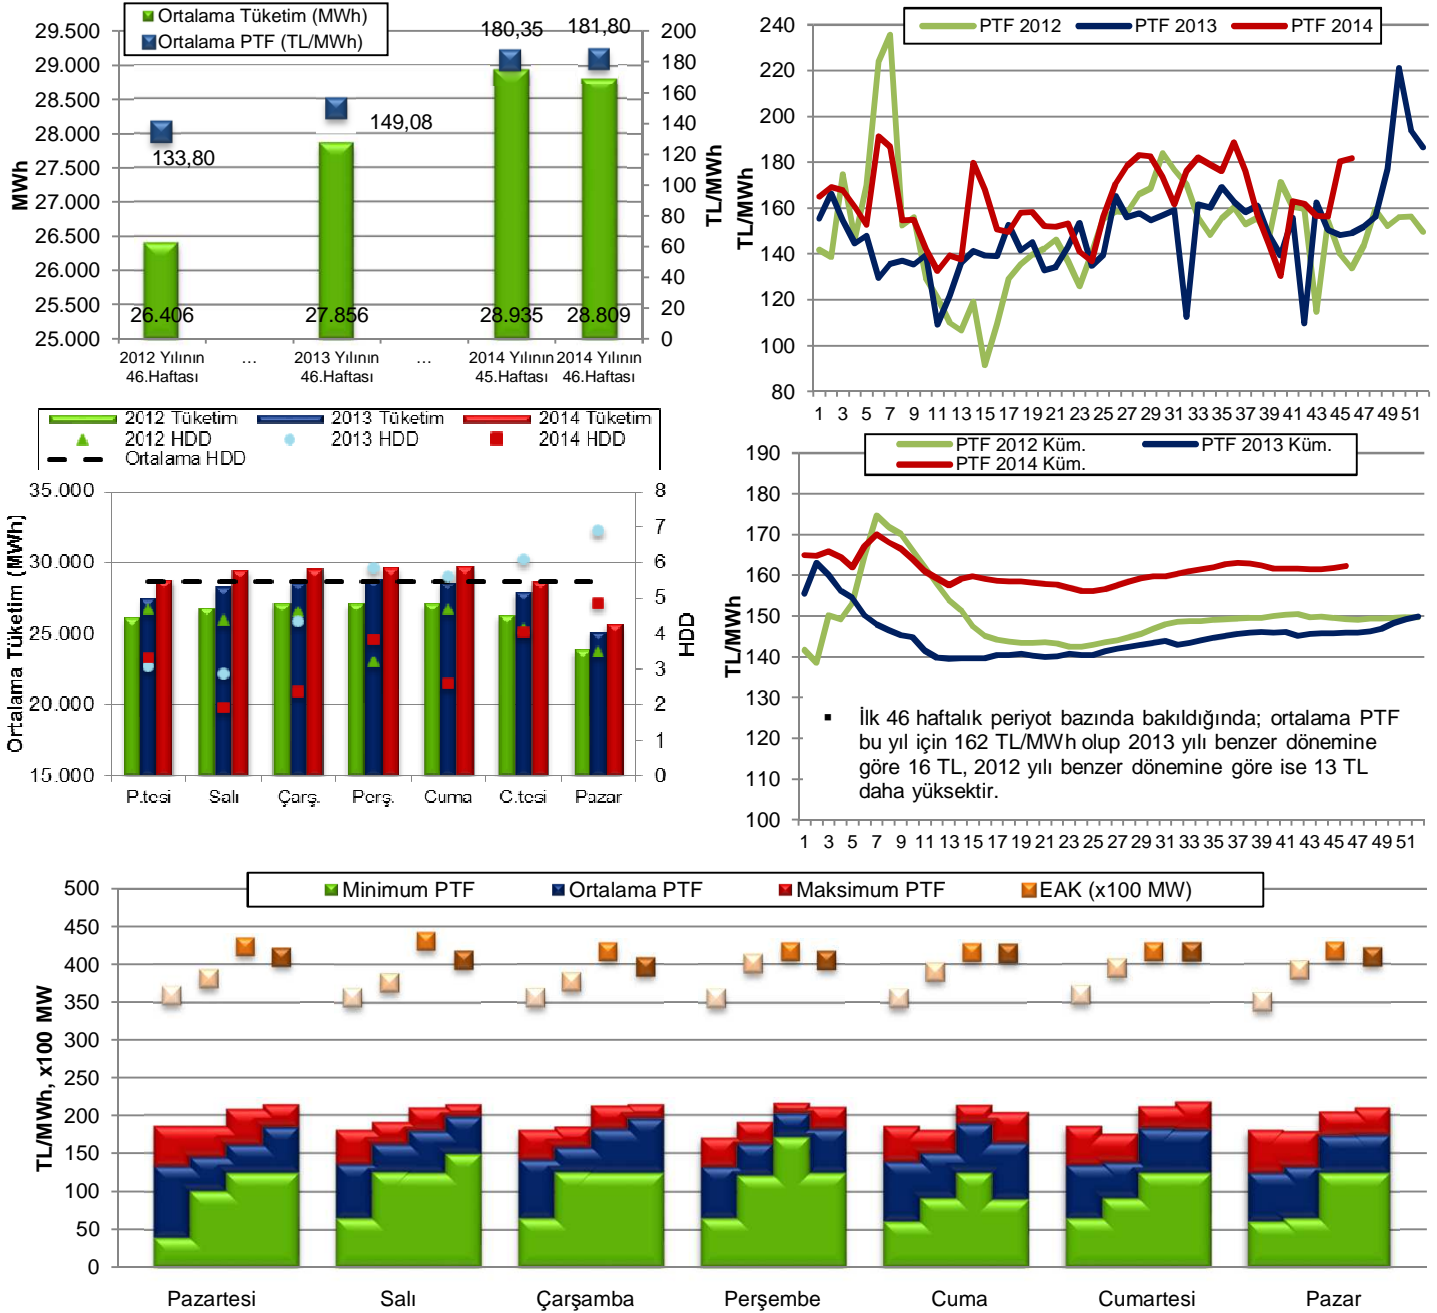 Ortalama Tüketim (MWh)
Ortalama PTF (TL/MWh)
MWh
29.500
29.000
28.500
28.000
27.500
27.000
26.500
26.000
25.500
25.000
133,80
149,08
180,35
181,80
26.406
27.856
28.935
28.809
200
180
160
140
120
100
80
60
40
20
0
TL/MWh
2012 Yılının
46.Haftası
...
2013 Yılının
46.Haftası
...
2014 Yılının
45.Haftası
2014 Yılının
46.Haftası
PTF 2012 PTF 2013 PTF 2014
TL/MWh
240
220
200
180
160
140
120
100
80
1 3 5 7 9 11 13 15 17 19 21 23 25 27 29 31 33 35 37 39 41 43 45 47 49 51
2012 Tüketim 2013 Tüketim 2014 Tüketim
2012 HDD 2013 HDD 2014 HDD
Ortalama HDD
Ortalama Tüketim (MWh)
35.000
30.000
25.000
20.000
15.000
8
7
6
5
4
3
2
1
0
HDD
P.tesi Salı Çarş. Perş. Cuma C.tesi Pazar
PTF 2012 Küm. PTF 2013 Küm.
PTF 2014 Küm.
TL/MWh
190
180
170
160
150
140
130
120
110
100
▪ İlk 46 haftalık periyot bazında bakıldığında; ortalama PTF
bu yıl için 162 TL/MWh olup 2013 yılı benzer dönemine
göre 16 TL, 2012 yılı benzer dönemine göre ise 13 TL
daha yüksektir.
1 3 5 7 9 11 13 15 17 19 21 23 25 27 29 31 33 35 37 39 41 43 45 47 49 51
Minimum PTF Ortalama PTF Maksimum PTF EAK (x100 MW)
TL/MWh, x100 MW
500
450
400
350
300
250
200
150
100
50
0
Pazartesi Salı Çarşamba Perşembe Cuma Cumartesi Pazar